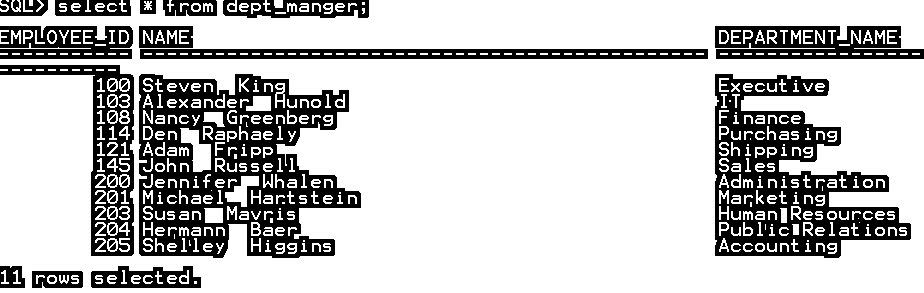 SQL> select * from dept_manger;
EMPLOYEE_ID NAME DEPARTMENT_NAME
100 Steven King Executive
103 Alexander Hunold IT
108 Nancy Greenberg Finance
114 Den Raphaely Purchasing
121 Adam Fripp Shipping
145 John Russell Sales
200 Jennifer Whalen Administration
201 Michael Hartstein Marketing
203 Susan Mavris Human Resources
204 Hermann Baer Public Relations
205 Shelley Higgins Accounting
11 rows selected.